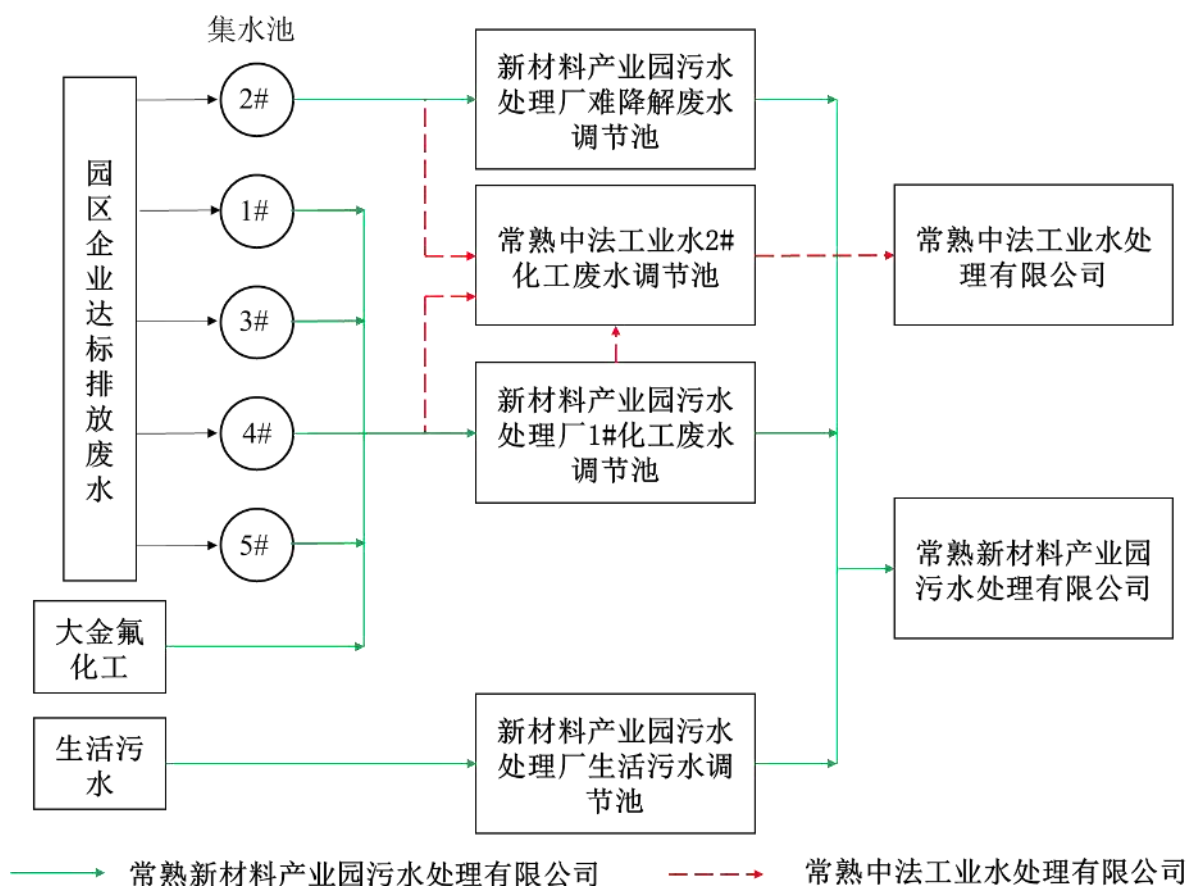 集水池
园
区
企
业
达
标
排
放
废
水
2#
1#
3#
4#
5#
大金氟
化工
生活污
水
新材料产业园污水
处理厂难降解废水
调节池
常熟中法工业水2#
化工废水调节池
新材料产业园污水
处理厂1#化工废水
调节池
新材料产业园污水
处理厂生活污水调
节池
常熟中法工业水处
理有限公司
常熟新材料产业园
污水处理有限公司
常熟新材料产业园污水处理有限公司
常熟中法工业水处理有限公司